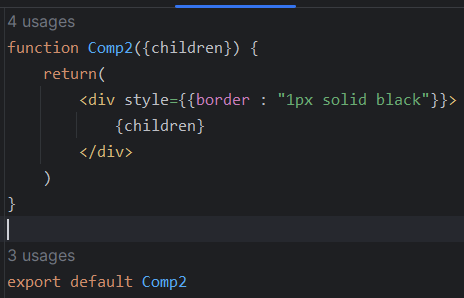 4 usages
function Comp2({children}) {
    return(
        <div style={{border : "1px solid black"}}>
            {children}
        </div>
    )
}
3 usages
export default Comp2